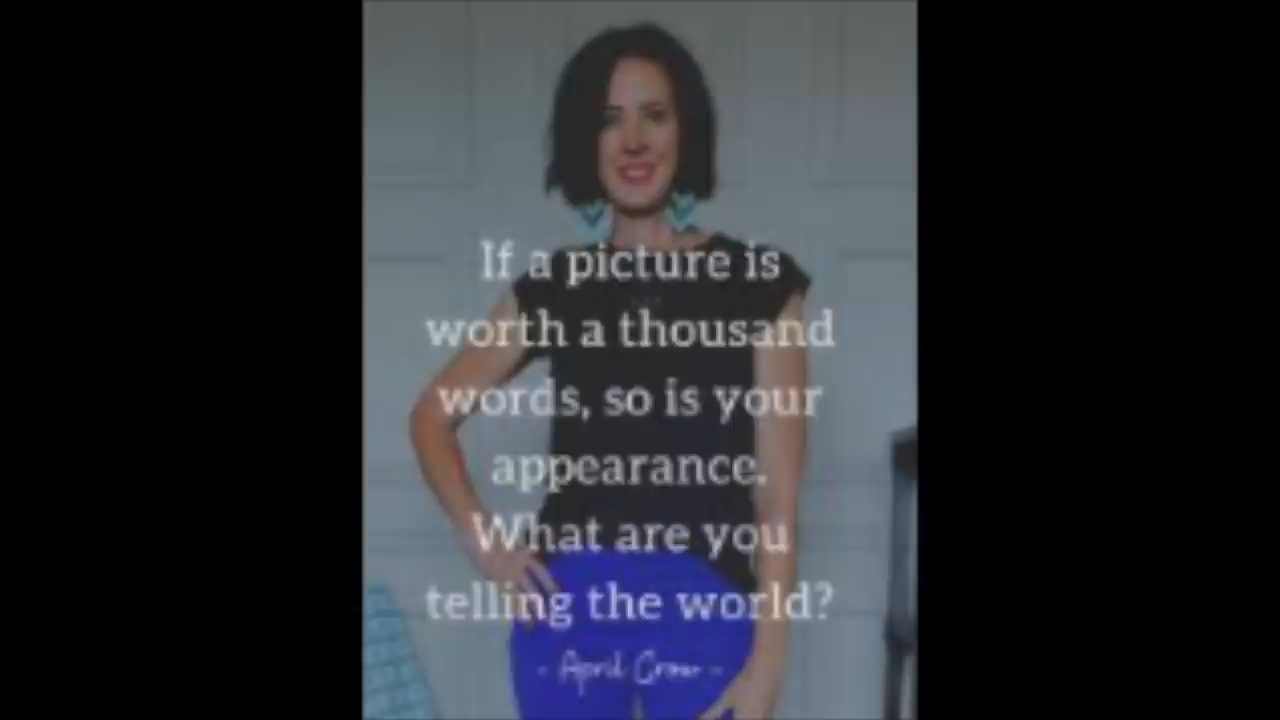 If a picture is
worth a thousand
words, so is your
appearance.
What are you
telling the world?
- April Crow -